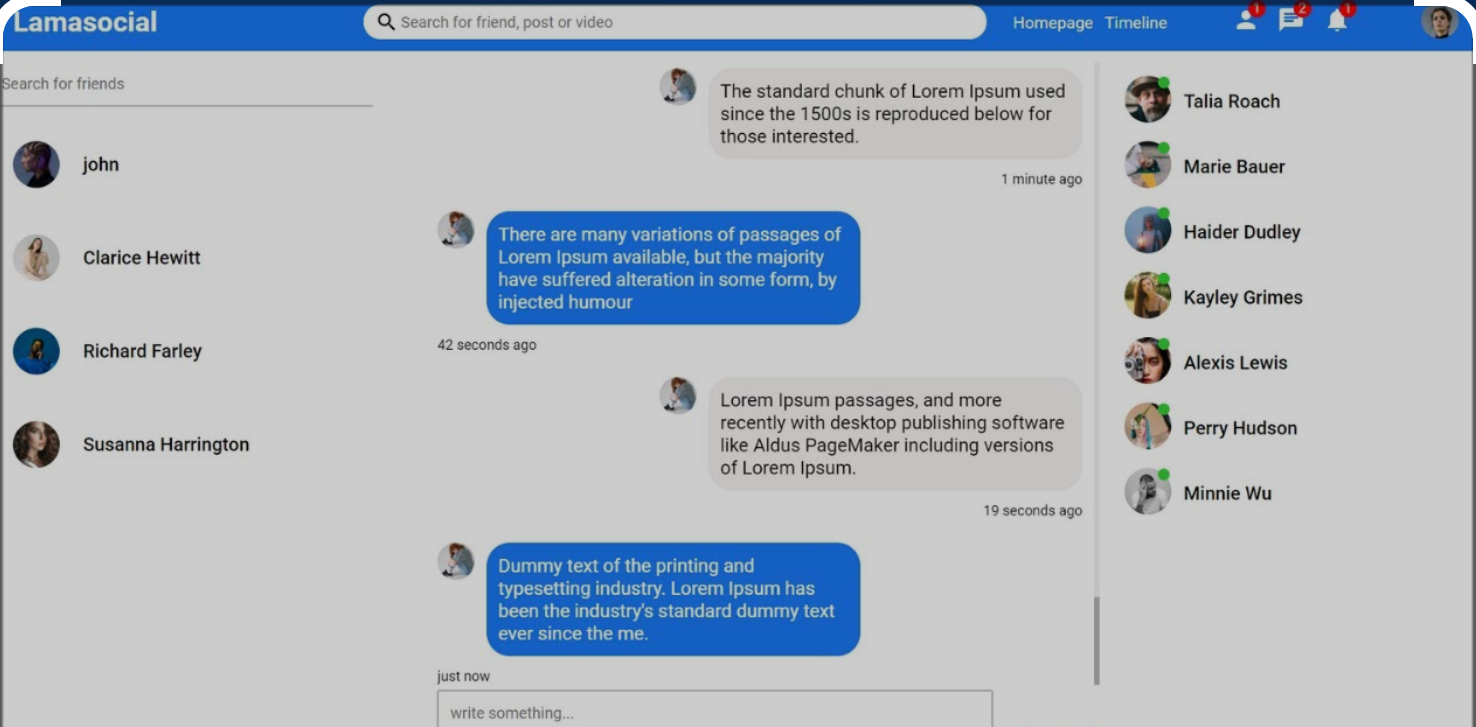 Lamasocial
Search for friend, post or video
Homepage Timeline
1
2
1
Search for friends
john
Clarice Hewitt
Richard Farley
Susanna Harrington
The standard chunk of Lorem Ipsum used
since the 1500s is reproduced below for
those interested.
1 minute ago
There are many variations of passages of
Lorem Ipsum available, but the majority
have suffered alteration in some form, by
injected humour
42 seconds ago
Lorem Ipsum passages, and more
recently with desktop publishing software
like Aldus PageMaker including versions
of Lorem Ipsum.
19 seconds ago
Dummy text of the printing and
typesetting industry. Lorem Ipsum has
been the industry's standard dummy text
ever since the me.
just now
write something...
Talia Roach
Marie Bauer
Haider Dudley
Kayley Grimes
Alexis Lewis
Perry Hudson
Minnie Wu